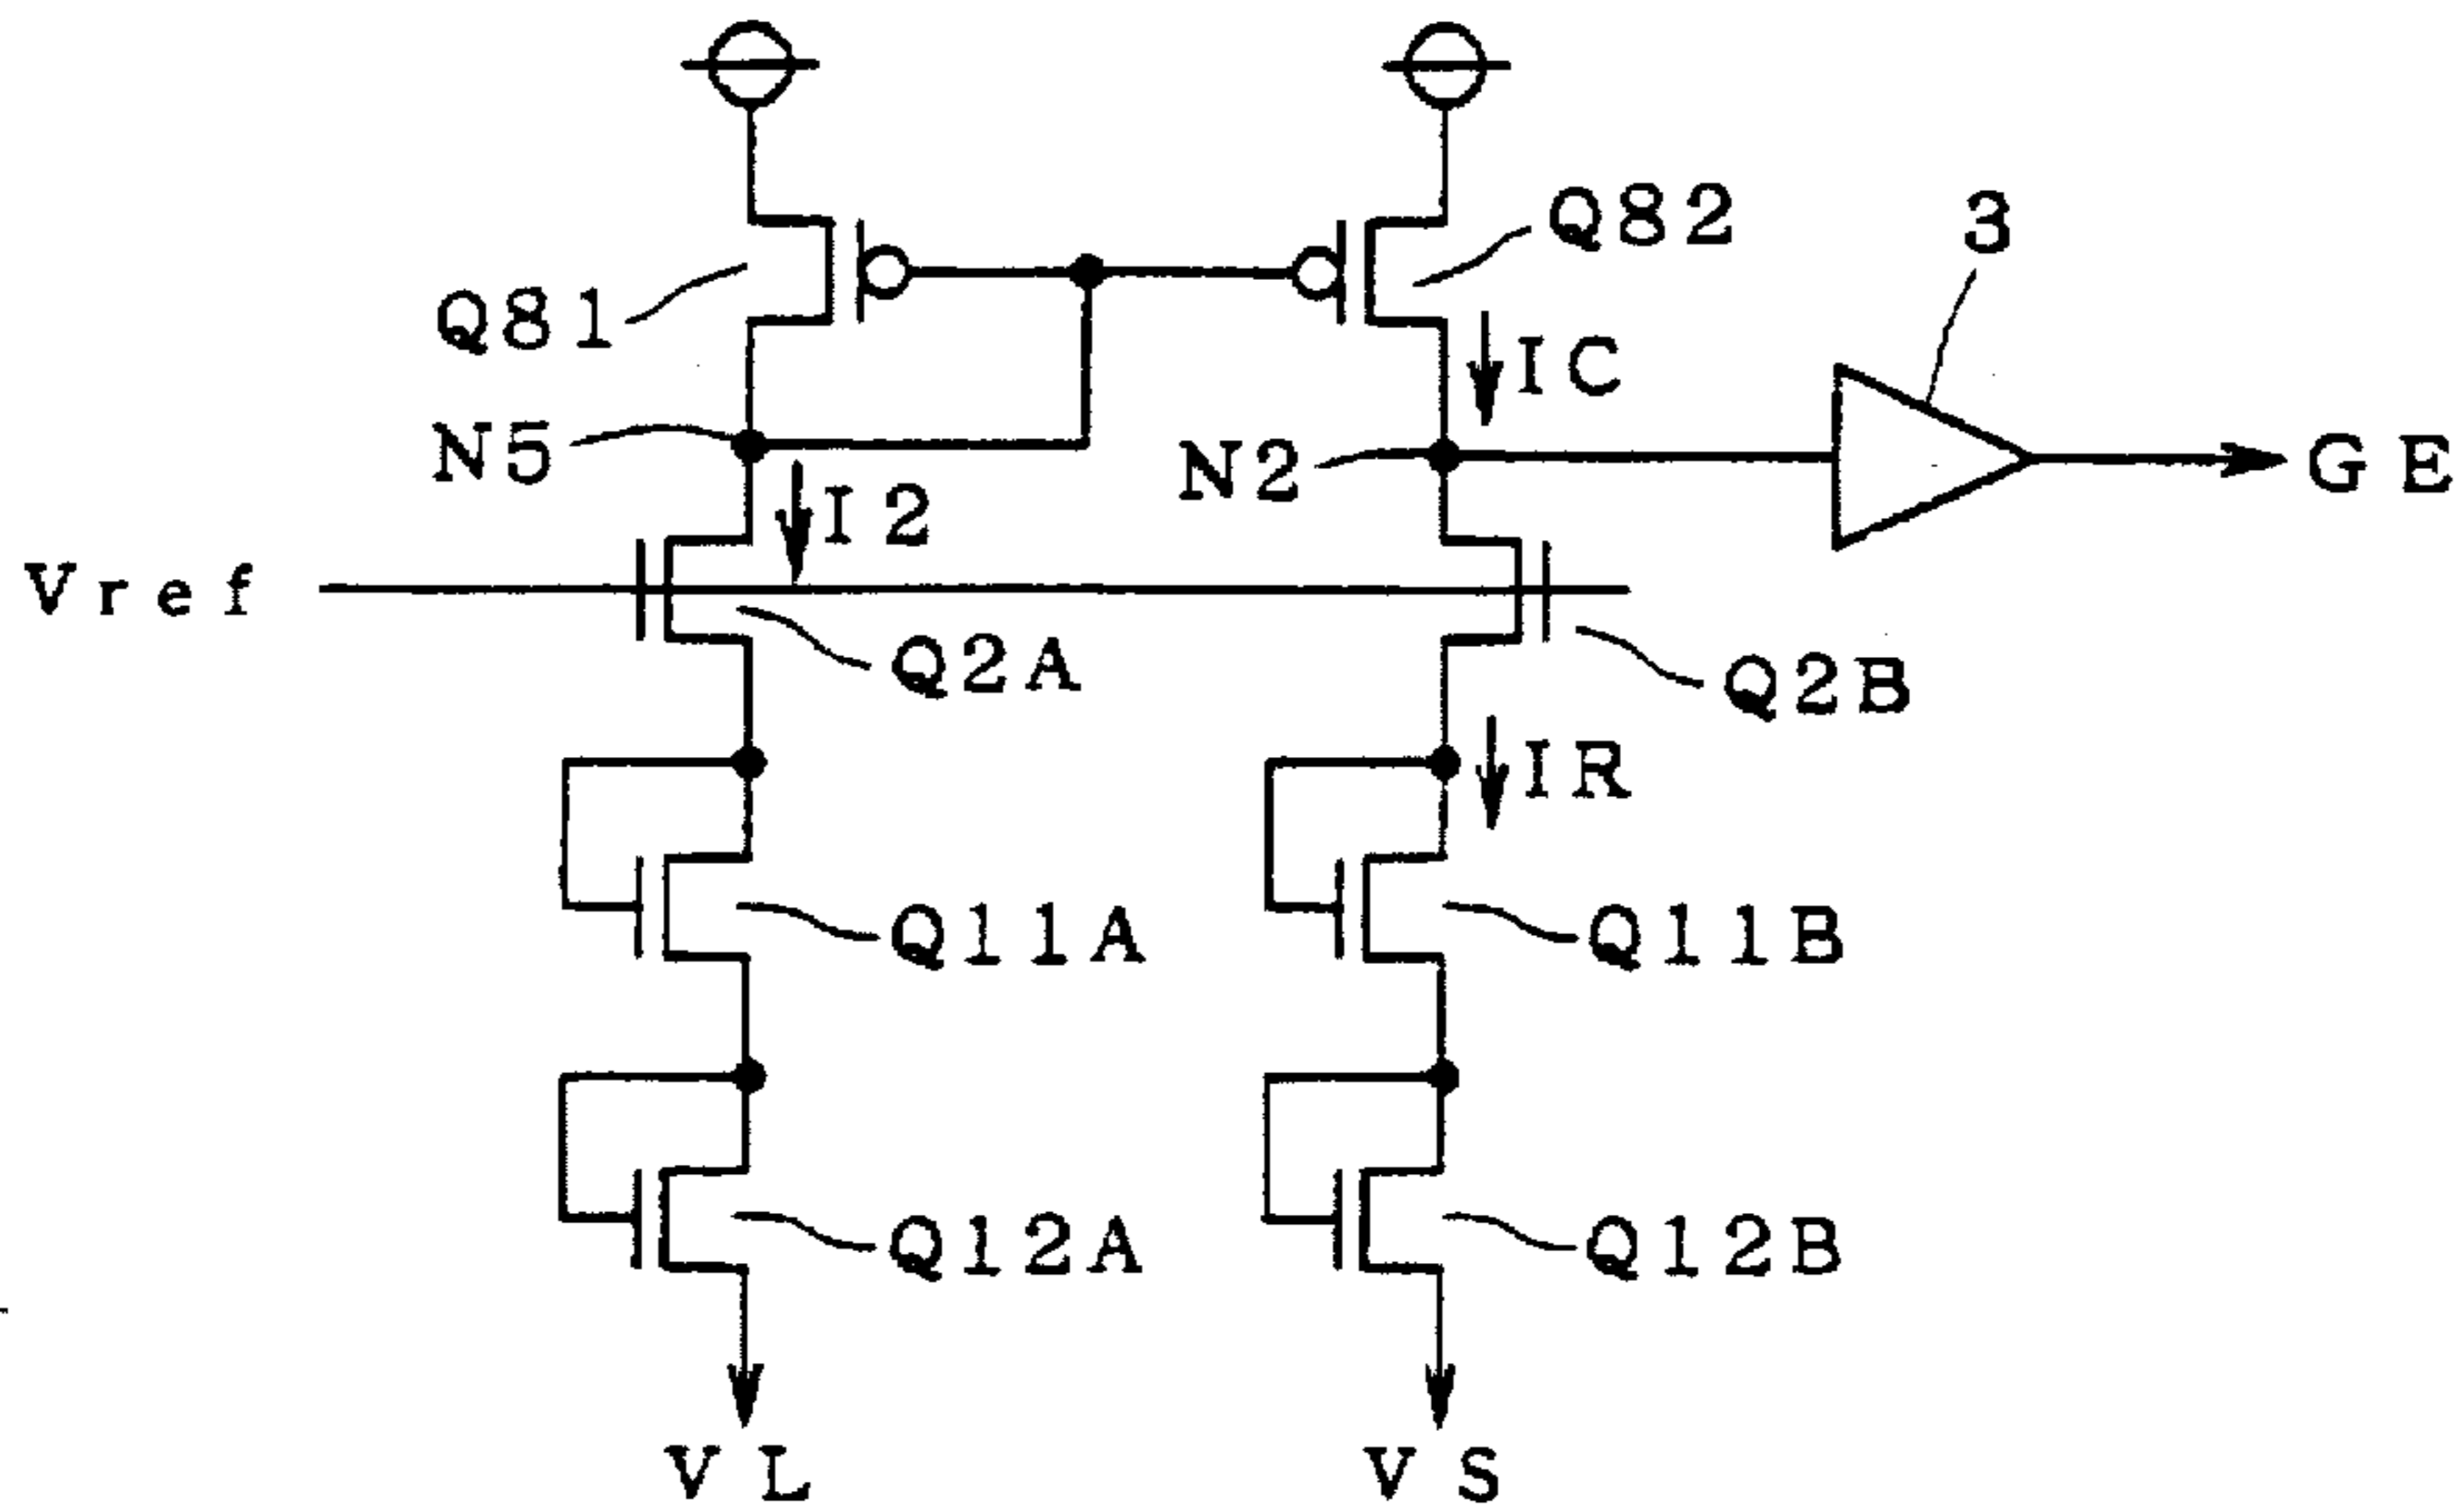 Q82
3
Q81
IC
N5
N2
GE
I2
Vref
Q2A
Q2B
IR
Q11A
Q11B
Q12A
Q12B
VL
VS